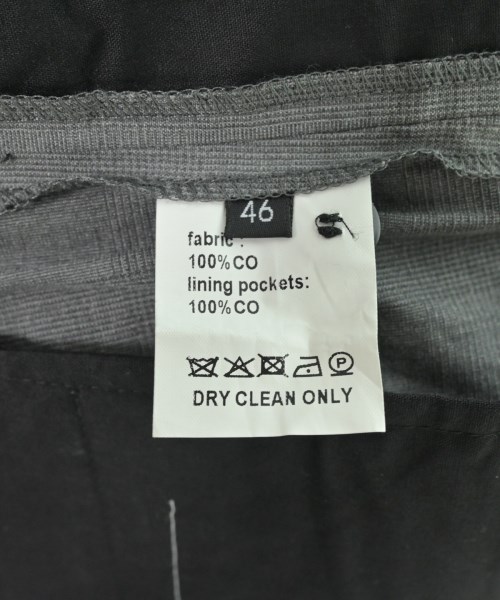 46
fabric :
100%CO
lining pockets:
100%CO
P
DRY CLEAN ONLY